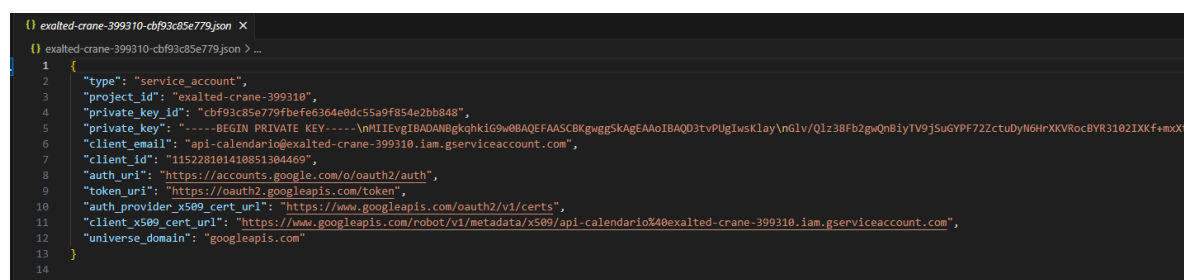 {} exalted-crane-399310-cbf93c85e779.json ×
{} exalted-crane-399310-cbf93c85e779.json > ...
1 {
2 "type": "service_account",
3 "project_id": "exalted-crane-399310",
4 "private_key_id": "cbf93c85e779fbefe6364e0dc55a9f854e2bb848",
5 "private_key": "-----BEGIN PRIVATE KEY-----
6 "client_email": "api-calendario@exalted-crane-399310.iam.gserviceaccount.com",
7 "client_id": "115228101410851304469",
8 "auth_uri": "https://accounts.google.com/o/oauth2/auth",
9 "token_uri": "https://oauth2.googleapis.com/token",
10 "auth_provider_x509_cert_url": "https://www.googleapis.com/oauth2/v1/certs",
11 "client_x509_cert_url": "https://www.googleapis.com/robot/v1/metadata/x509/api-calendario%40exalted-crane-399310.iam.gserviceaccount.com",
12 "universe_domain": "googleapis.com"
13 }
14